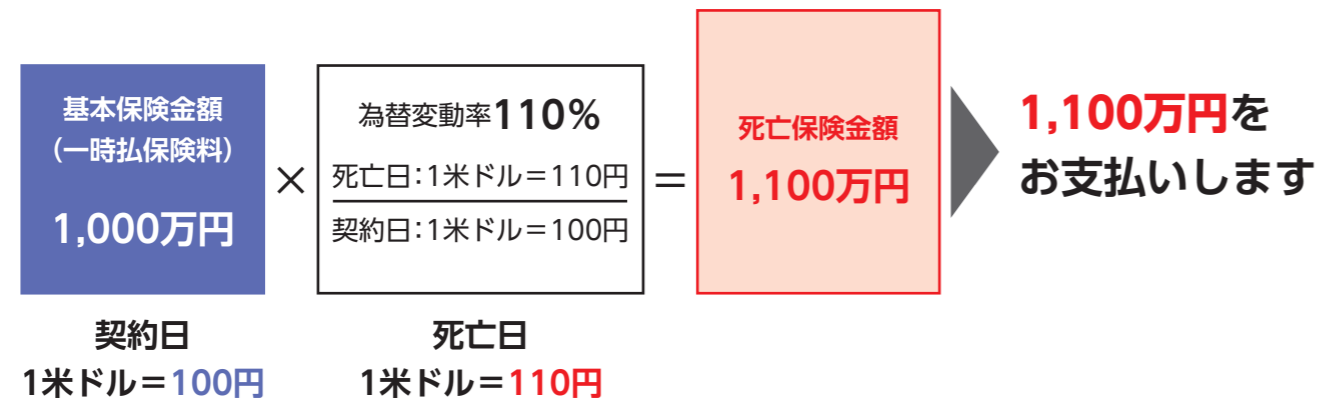 基本保険金額
（一時払保険料）
1,000万円
×
為替変動率110%
死亡日：1米ドル＝110円
契約日：1米ドル＝100円
＝
死亡保険金額
1,100万円
1,100万円を
お支払いします
契約日
1米ドル＝100円
死亡日
1米ドル＝110円